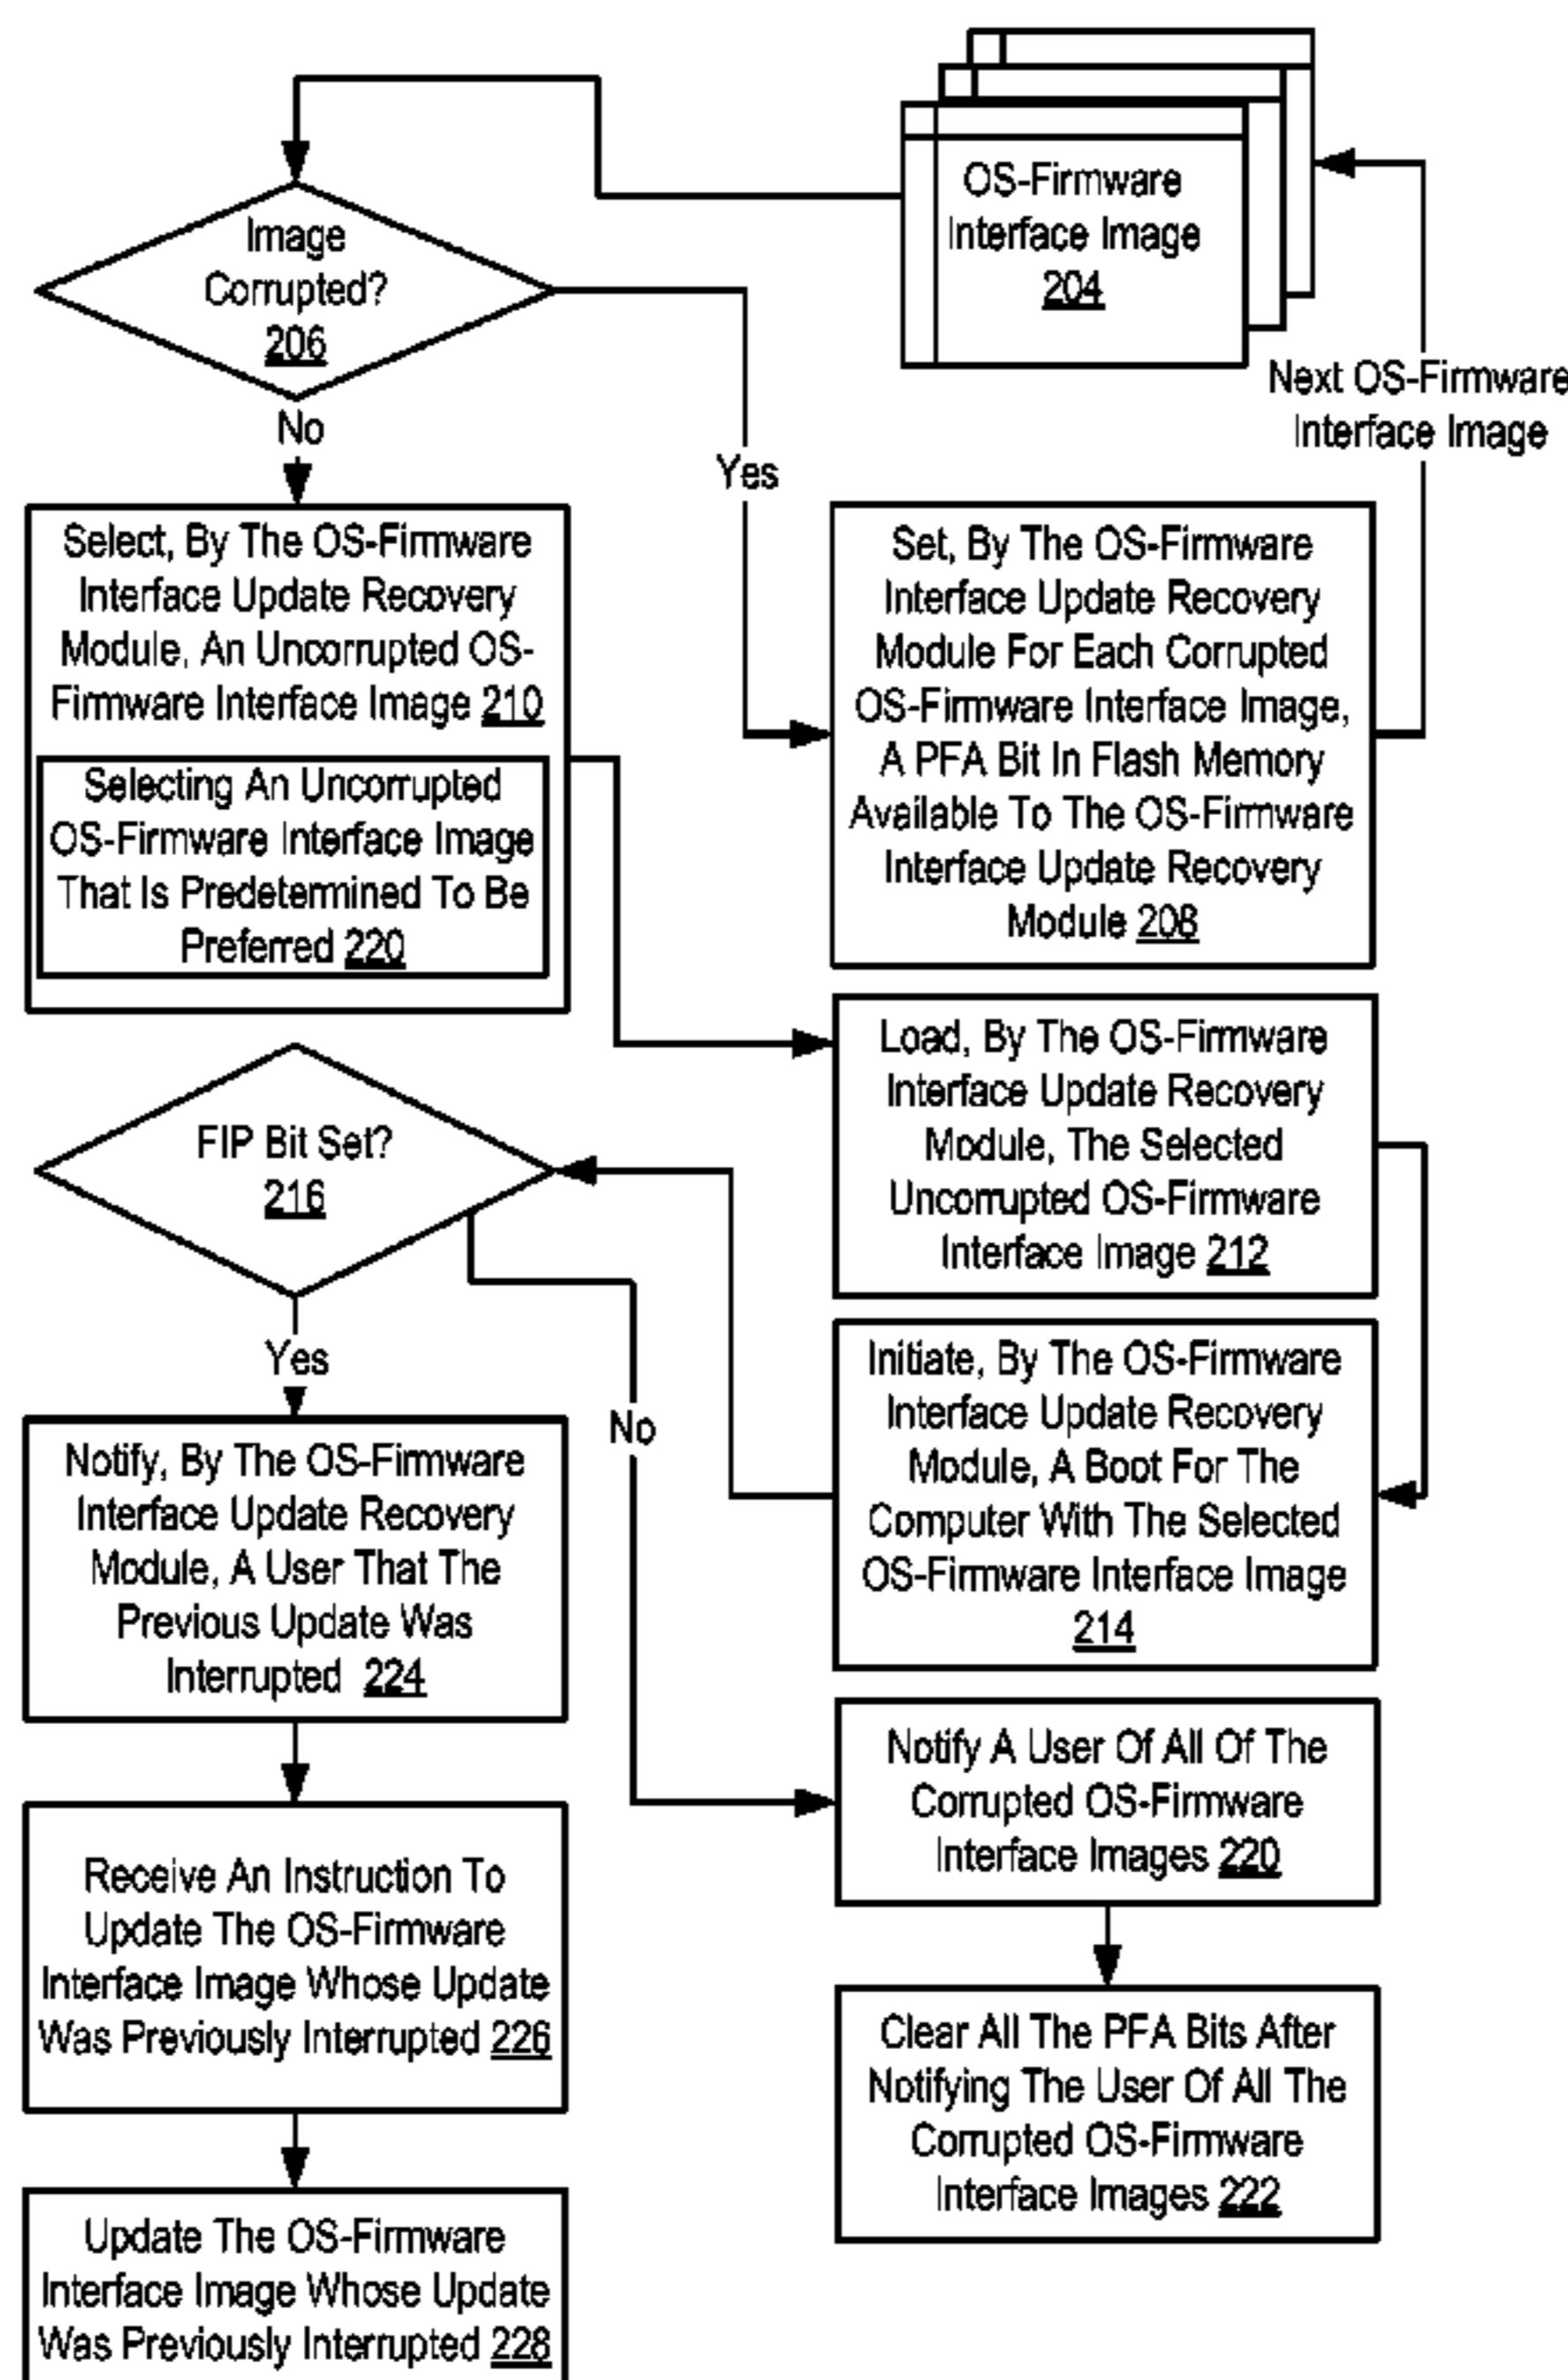 OS-Firmware
Interface Image
204
Image
Corrupted?
206
Next OS-Firmware
Interface Image
No
Yes
Select, By The OS-Firmware
Interface Update Recovery
Module, An Uncorrupted OS-
Firmware Interface Image 210
Selecting An Uncorrupted
OS-Firmware Interface Image
That Is Predetermined To Be
Preferred 220
Set, By The OS-Firmware
Interface Update Recovery
Module For Each Corrupted
OS-Firmware Interface Image,
A PFA Bit In Flash Memory
Available To The OS-Firmware
Interface Update Recovery
Module 208
Load, By The OS-Firmware
Interface Update Recovery
Module, The Selected
Uncorrupted OS-Firmware
Interface Image 212
Initiate, By The OS-Firmware
Interface Update Recovery
Module, A Boot For The
Computer With The Selected
OS-Firmware Interface Image
214
FIP Bit Set?
216
Yes
No
Notify, By The OS-Firmware
Interface Update Recovery
Module, A User That The
Previous Update Was
Interrupted 224
Receive An Instruction To
Update The OS-Firmware
Interface Image Whose Update
Was Previously Interrupted 226
Update The OS-Firmware
Interface Image Whose Update
Was Previously Interrupted 228
Notify A User Of All Of The
Corrupted OS-Firmware
Interface Images 220
Clear All The PFA Bits After
Notifying The User Of All The
Corrupted OS-Firmware
Interface Images 222